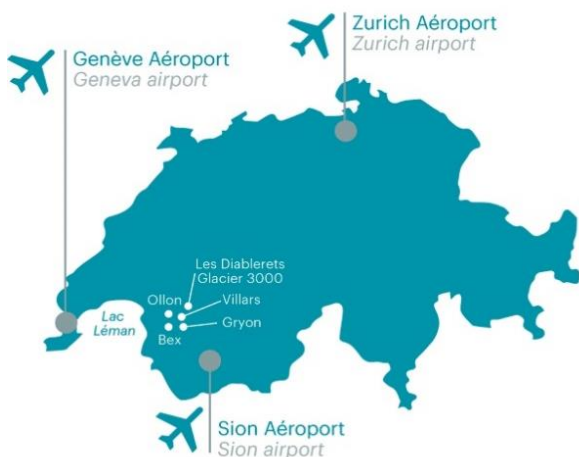 Zurich Aéroport
Zurich airport
Genève Aéroport
Geneva airport
Les Diablerets
Glacier 3000
Ollon
Villars
Lac
Léman
Gryon
Bex
Sion Aéroport
Sion airport